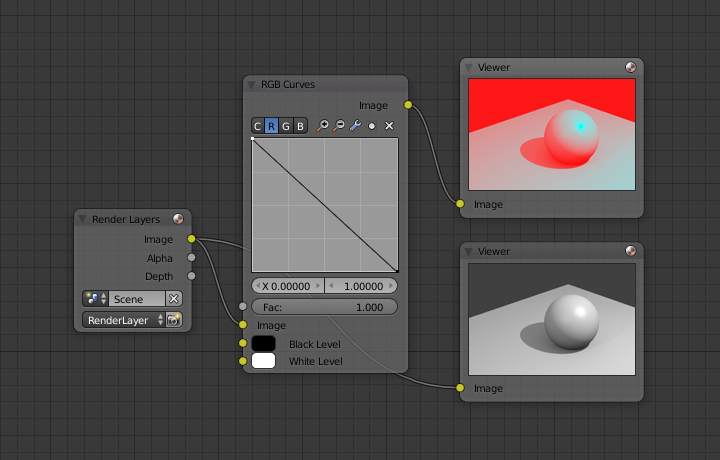 Render Layers
Image
Alpha
Depth
Scene
RenderLayer
RGB Curves
Image
C R G B
X 0.00000 1.00000
Fac: 1.000
Image
Black Level
White Level
Viewer
Image
Viewer
Image